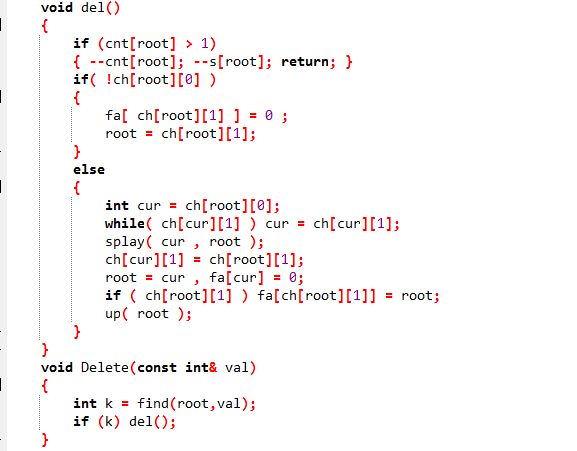 void del()
{
if (cnt[root] > 1)
{ --cnt[root]; --s[root]; return; }
if( !ch[root][0] )
{
fa[ ch[root][1] ] = 0 ;
root = ch[root][1];
}
else
{
int cur = ch[root][0];
while( ch[cur][1] ) cur = ch[cur][1];
splay( cur , root );
ch[cur][1] = ch[root][1];
root = cur , fa[cur] = 0;
if ( ch[root][1] ) fa[ch[root][1]] = root;
up( root );
}
}
void Delete(const int& val)
{
int k = find(root,val);
if (k) del();
}